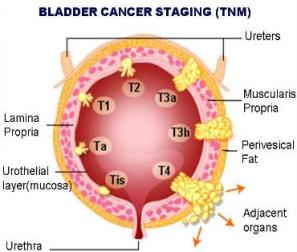 BLADDER CANCER STAGING (TNM)
Ureters
T2
T1
T3a
Muscularis
Propria
Lamina
Propria
T3b
Perivesical
Fat
Ta
Urothelial
layer(mucosa)
Tis
T4
Adjacent
organs
Urethra